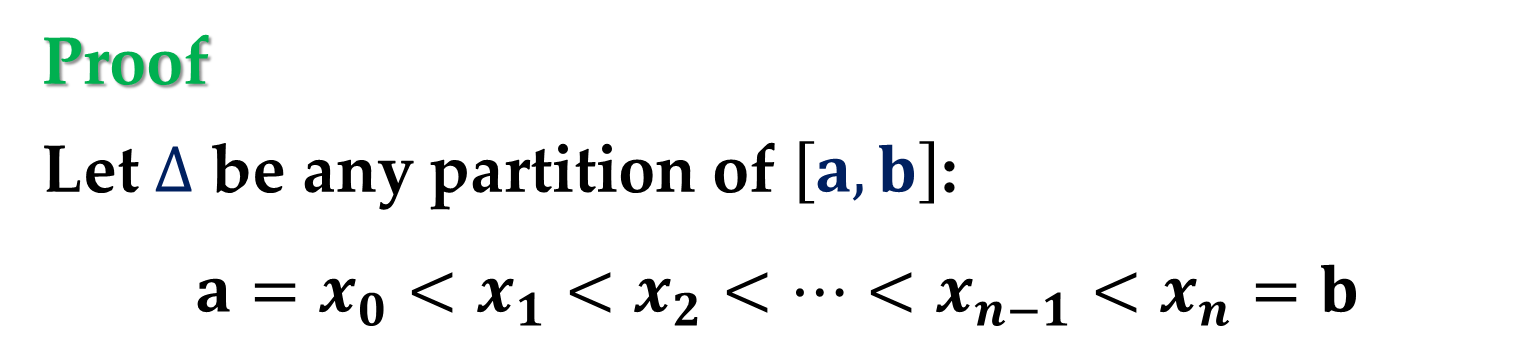 Proof
Let Δ be any partition of [a, b]:
a = x₀ < x₁ < x₂ < ⋯ < xₙ₋₁ < xₙ = b